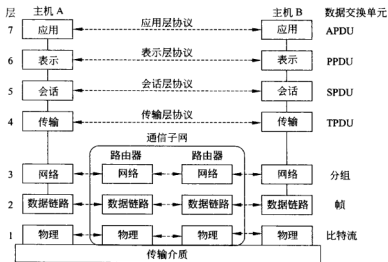 层 主机 A 主机 B 数据交换单元
7 应用 应用层协议 应用 APDU
6 表示 表示层协议 表示 PPDU
5 会话 会话层协议 会话 SPDU
4 传输 传输层协议 传输 TPDU
通信子网
路由器 路由器
3 网络 网络 网络 网络 分组
2 数据链路 数据链路 数据链路 数据链路 帧
1 物理 物理 物理 物理 比特流
传输介质